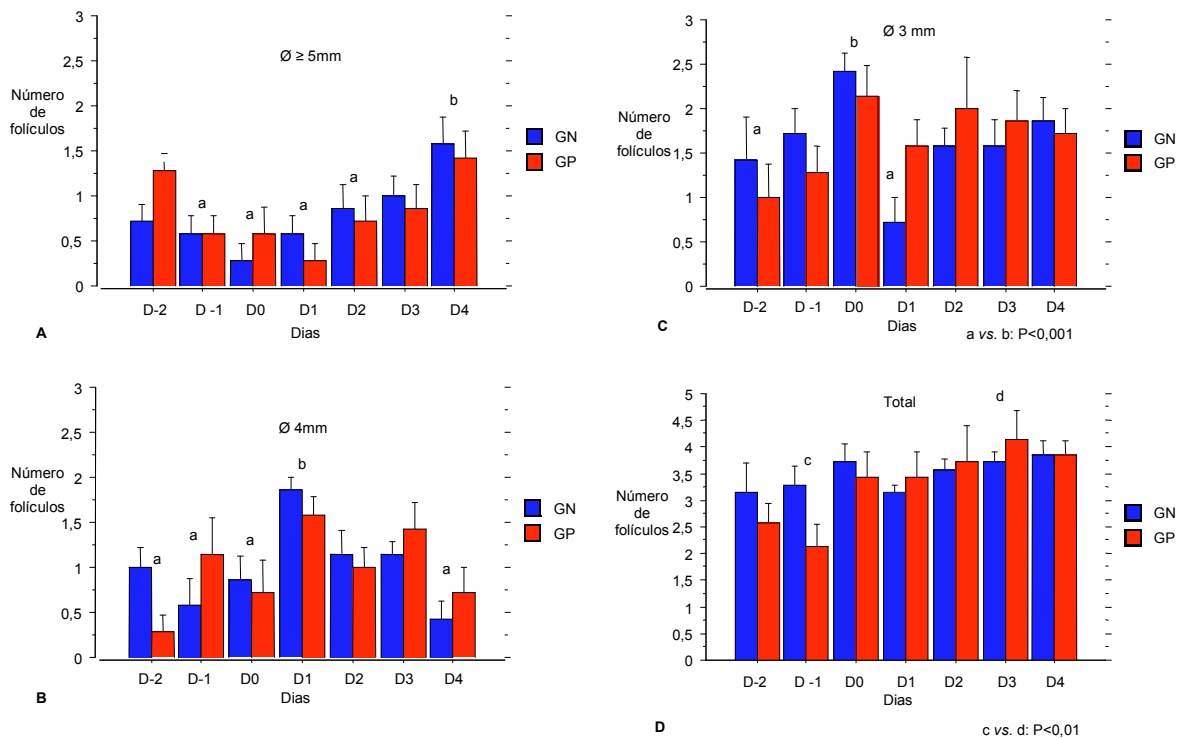 3
2,5
2
1,5
1
0,5
0
Ø ≥ 5mm
Número
de
folículos
a
a
a
a
b
GN
GP
D-2 D -1 D0 D1 D2 D3 D4
Dias
A
3
2,5
2
1,5
1
0,5
0
Ø 3 mm
Número
de
folículos
a
b
a
GN
GP
D-2 D -1 D0 D1 D2 D3 D4
Dias
C
a vs. b: P<0,001
3
2,5
2
1,5
1
0,5
0
Ø 4mm
Número
de
folículos
a
a
a
b
a
GN
GP
D-2 D-1 D0 D1 D2 D3 D4
Dias
B
5
4,5
4
3,5
3
2,5
2
1,5
1
0,5
0
Total
Número
de
folículos
c
d
GN
GP
D-2 D -1 D0 D1 D2 D3 D4
Dias
D
c vs. d: P<0,01